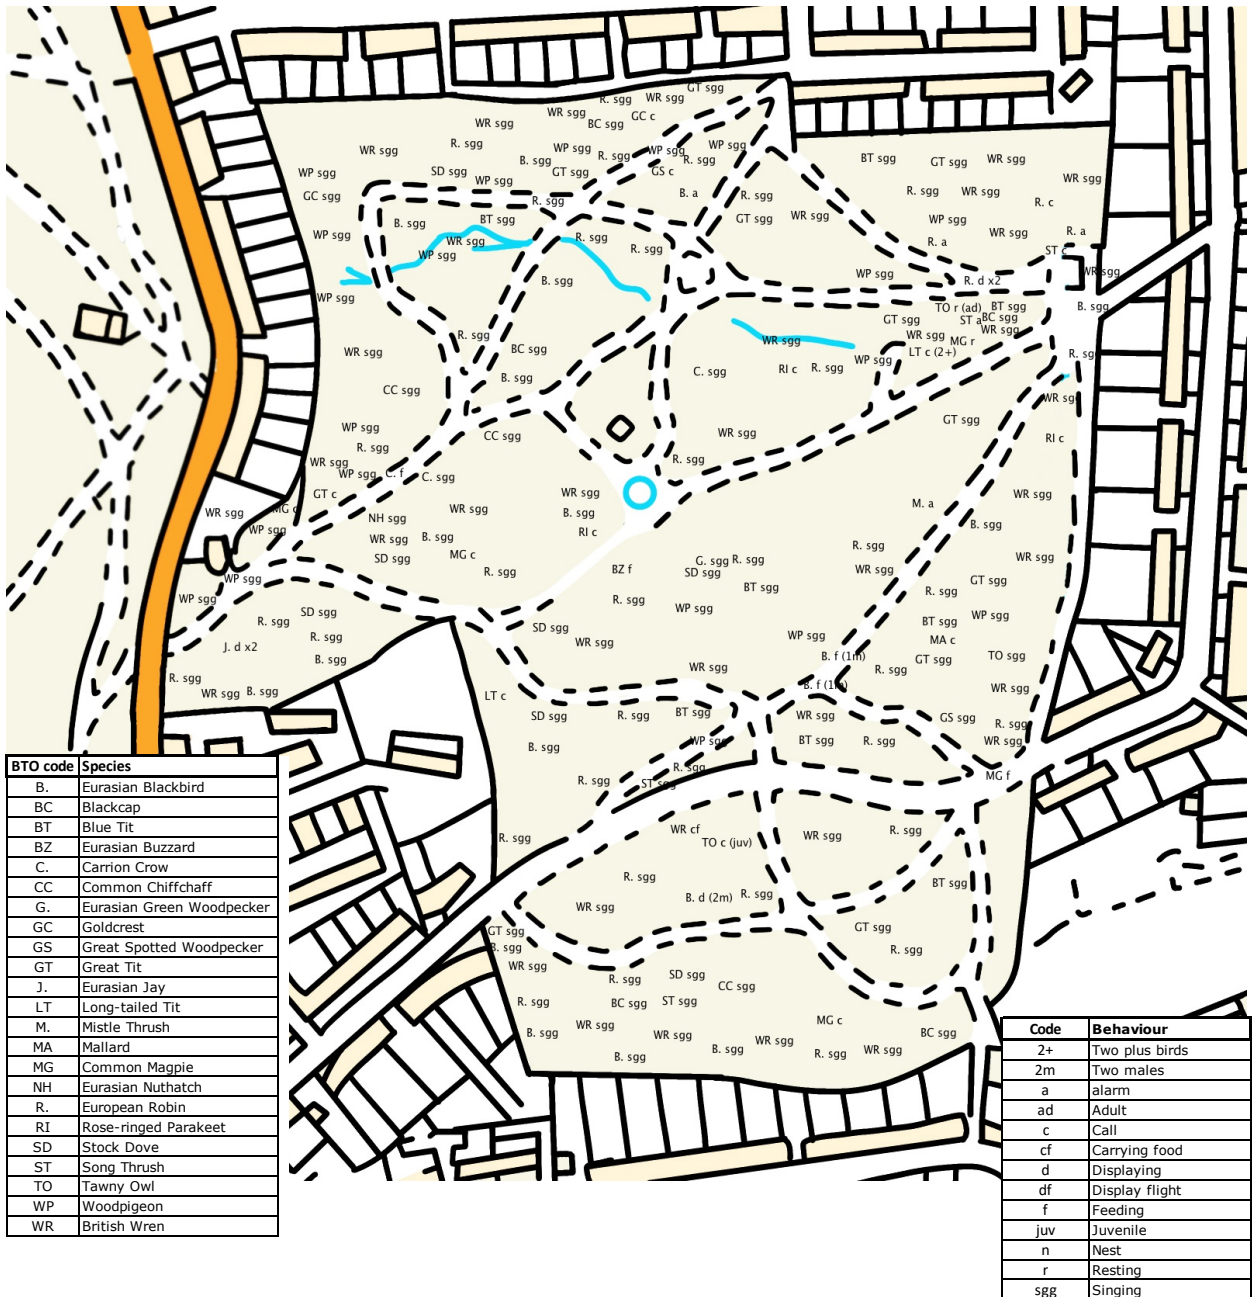 GT sgg
R. sgg WR sgg
WR sgg GC c
WR sgg BC sgg
R. sgg WP sgg
WR sgg WP sgg R. sgg WP sgg R. sgg
B. sgg BT sgg GT sgg WR sgg
WP sgg SD sgg GT sgg GS c
WP sgg WR sgg
GC sgg R. sgg B. a R. sgg R. sgg WR sgg R. c
B. sgg BT sgg GT sgg WR sgg WP sgg
WP sgg WR sgg R. sgg R. sgg R. a WR sgg R. a
WP sgg ST c
B. sgg WP sgg R. d x2 WR sgg
WP sgg TO r (ad) BT sgg B. sgg
GT sgg ST a BC sgg
R. sgg WR sgg WR sgg MG r WR sgg
WR sgg BC sgg LT c (2+) R. sg
B. sgg C. sgg RI c R. sgg WP sgg
CC sgg WR sg
WP sgg CC sgg WR sgg GT sgg RI c
R. sgg
WR sgg R. sgg
WP sgg C. f C. sgg
GT c WR sgg WR sgg
WR sgg MG c WR sgg B. sgg M. a
WP sgg NH sgg RI c B. sgg
WR sgg B. sgg
SD sgg MG c R. sgg WR sgg
WP sgg R. sgg BZ f G. sgg R. sgg WR sgg
SD sgg BT sgg GT sgg
WP sgg R. sgg WP sgg R. sgg
SD sgg WP sgg
R. sgg SD sgg BT sgg
R. sgg WR sgg WP sgg MA c
J. d x2 B. f (1m) GT sgg TO sgg
B. sgg WR sgg R. sgg
R. sgg B. f (1m) WR sgg
WR sgg B. sgg LT c
SD sgg R. sgg BT sgg WR sgg GS sgg R. sgg
B. sgg WP sgg BT sgg R. sgg WR sgg
R. sgg R. sgg MG f
ST sgg
R. sgg WR cf WR sgg R. sgg
TO c (juv)
R. sgg BT sgg
WR sgg B. d (2m) R. sgg
GT sgg GT sgg
B. sgg R. sgg
WR sgg R. sgg SD sgg CC sgg
R. sgg BC sgg ST sgg
B. sgg WR sgg WR sgg MG c BC sgg
B. sgg B. sgg WR sgg R. sgg WR sgg
BTO code Species
B. Eurasian Blackbird
BC Blackcap
BT Blue Tit
BZ Eurasian Buzzard
C. Carrion Crow
CC Common Chiffchaff
G. Eurasian Green Woodpecker
GC Goldcrest
GS Great Spotted Woodpecker
GT Great Tit
J. Eurasian Jay
LT Long-tailed Tit
M. Mistle Thrush
MA Mallard
MG Common Magpie
NH Eurasian Nuthatch
R. European Robin
RI Rose-ringed Parakeet
SD Stock Dove
ST Song Thrush
TO Tawny Owl
WP Woodpigeon
WR British Wren
Code Behaviour
2+ Two plus birds
2m Two males
a alarm
ad Adult
c Call
cf Carrying food
d Displaying
df Display flight
f Feeding
juv Juvenile
n Nest
r Resting
sgg Singing